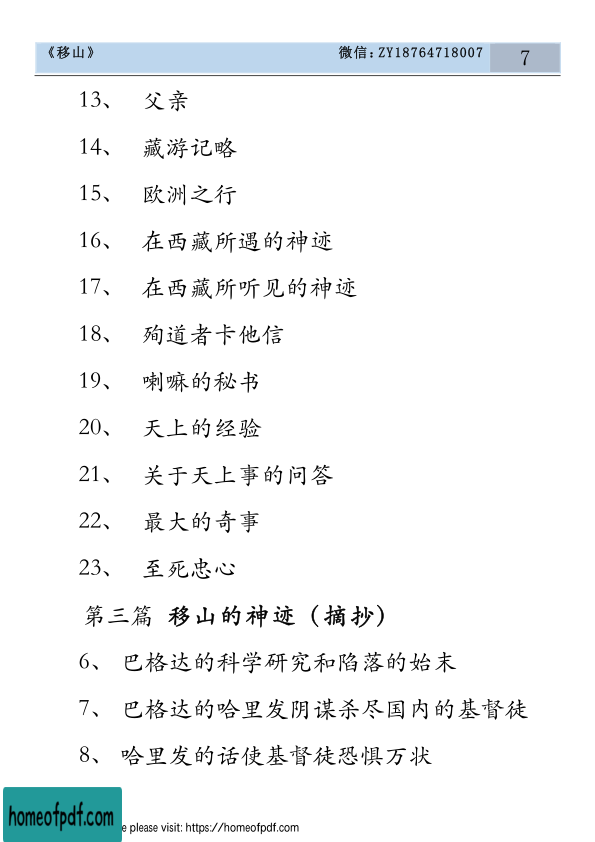 《移山》 微信:ZY18764718007 7
13、 父亲
14、 藏游记略
15、 欧洲之行
16、 在西藏所遇的神迹
17、 在西藏所听见的神迹
18、 殉道者卡他信
19、 喇嘛的秘书
20、 天上的经验
21、 关于天上事的问答
22、 最大的奇事
23、 至死忠心
第三篇 移山的神迹（摘抄）
6、 巴格达的科学研究和陷落的始末
7、 巴格达的哈里发阴谋杀尽国内的基督徒
8、 哈里发的话使基督徒恐惧万状
homeofpdf.com
e please visit: https://homeofpdf.com